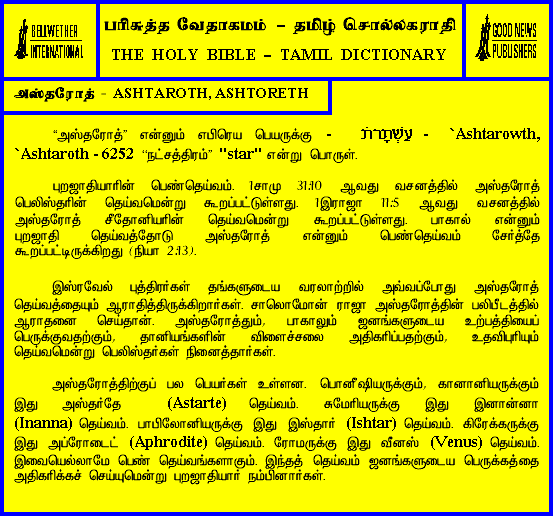 BELLWETHER
INTERNATIONAL
பரிசுத்த வேதாகமம் – தமிழ் சொல்லகராதி
THE HOLY BIBLE – TAMIL DICTIONARY
GOOD NEWS
PUBLISHERS
அஸ்தரோத் - ASHTAROTH, ASHTORETH
“அஸ்தரோத்” என்னும் எபிரெய பெயருக்கு - עַשְׁתָּרֹת - `Ashtarowth,
`Ashtaroth - 6252 “நட்சத்திரம்” "star" என்று பொருள்.
புறஜாதியாரின் பெண்தெய்வம். 1சாமு 31:10 ஆவது வசனத்தில் அஸ்தரோத்
பெலிஸ்தரின் தெய்வமென்று கூறப்பட்டுள்ளது. 1இராஜா 11:5 ஆவது வசனத்தில்
அஸ்தரோத் சீதோனியரின் தெய்வமென்று கூறப்பட்டுள்ளது. பாகால் என்னும்
புறஜாதி தெய்வத்தோடு அஸ்தரோத் என்னும் பெண்தெய்வம் சேர்த்தே
கூறப்பட்டிருக்கிறது (நியா 2:13).
இஸ்ரவேல் புத்திரர்கள் தங்களுடைய வரலாற்றில் அவ்வப்போது அஸ்தரோத்
தெய்வத்தையும் ஆராதித்திருக்கிறார்கள். சாலொமோன் ராஜா அஸ்தரோத்தின் பலிபீடத்தில்
ஆராதனை செய்தான். அஸ்தரோத்தும், பாகாலும் ஜனங்களுடைய உற்பத்தியைப்
பெருக்குவதற்கும், தானியங்களின் விளைச்சலை அதிகரிப்பதற்கும், உதவிபுரியும்
தெய்வமென்று பெலிஸ்தர்கள் நினைத்தார்கள்.
அஸ்தரோத்திற்குப் பல பெயர்கள் உள்ளன. பொனீஷியருக்கும், கானானியருக்கும்
இது அஸ்தர்தே (Astarte) தெய்வம். சுமேரியருக்கு இது இனான்னா
(Inanna) தெய்வம். பாபிலோனியருக்கு இது இஸ்தார் (Ishtar) தெய்வம். கிரேக்கருக்கு
இது அப்ரோடைட் (Aphrodite) தெய்வம். ரோமருக்கு இது வீனஸ் (Venus) தெய்வம்.
இவையெல்லாமே பெண் தெய்வங்களாகும். இந்தத் தெய்வம் ஜனங்களுடைய பெருக்கத்தை
அதிகரிக்கச் செய்யுமென்று புறஜாதியார் நம்பினார்கள்.